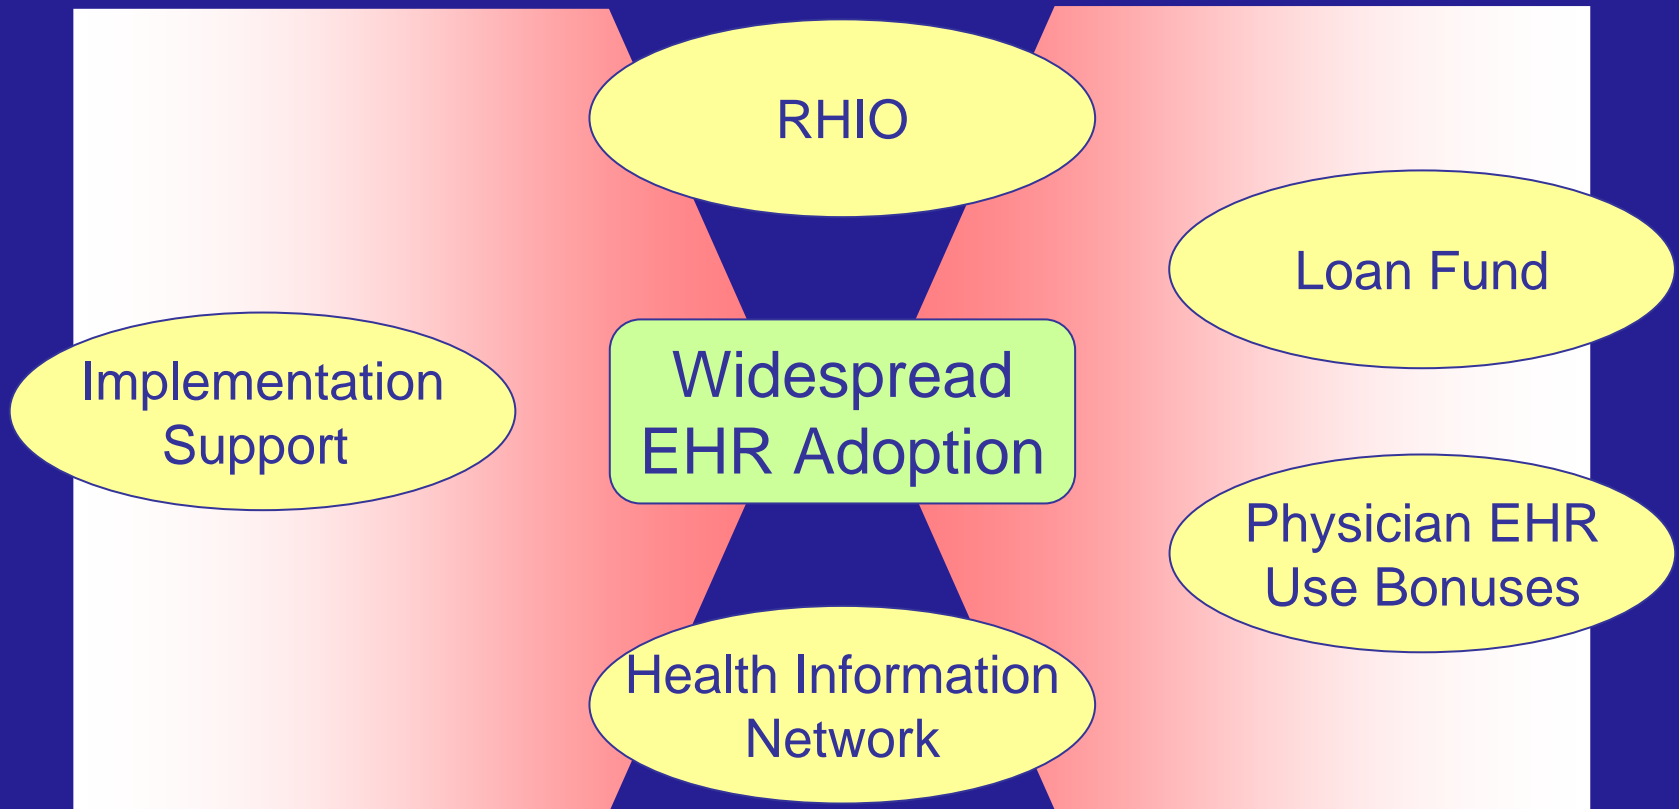 RHIO
Loan Fund
Implementation
Support
Widespread
EHR Adoption
Physician EHR
Use Bonuses
Health Information
Network